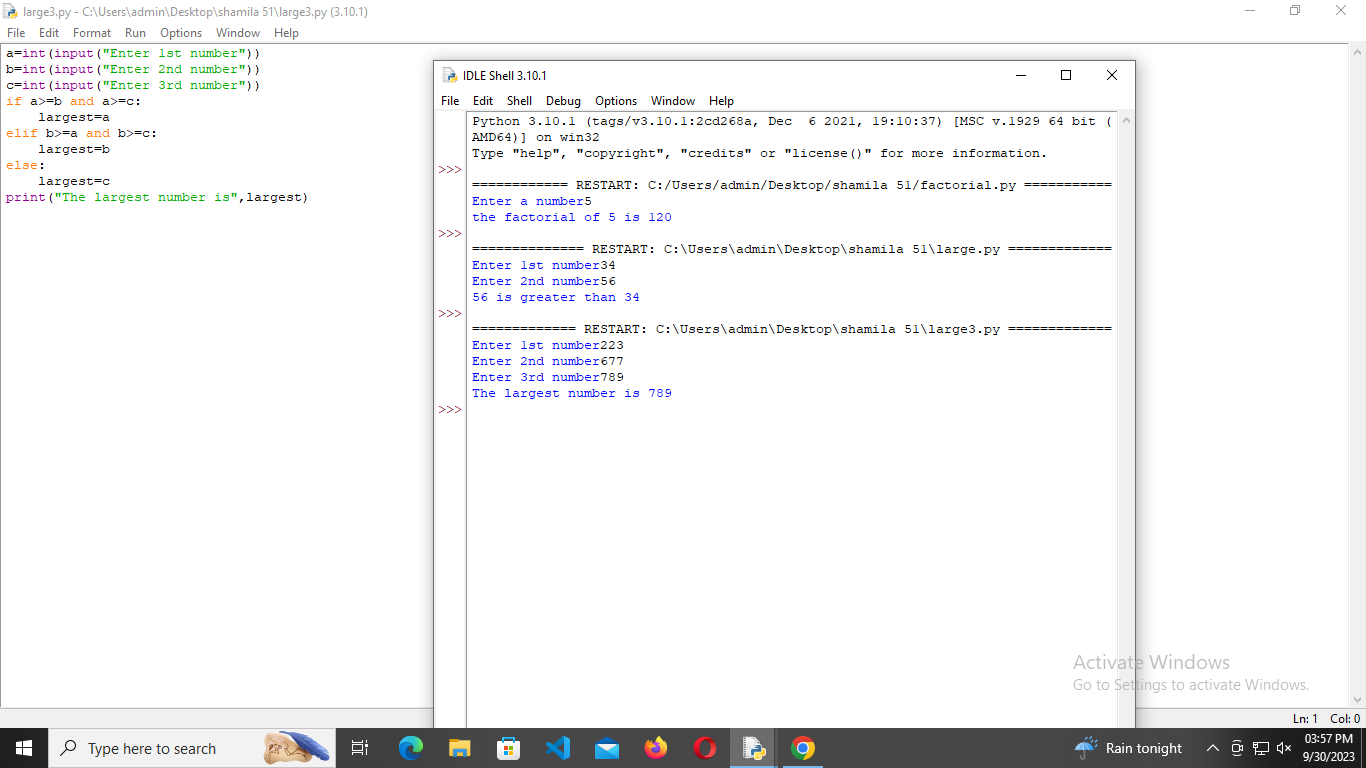 large3.py - C:\Users\admin\Desktop\shamila 51\large3.py (3.10.1)
File Edit Format Run Options Window Help
a=int(input("Enter 1st number"))
b=int(input("Enter 2nd number"))
c=int(input("Enter 3rd number"))
if a>=b and a>=c:
    largest=a
elif b>=a and b>=c:
    largest=b
else:
    largest=c
print("The largest number is",largest)
IDLE Shell 3.10.1
File Edit Shell Debug Options Window Help
Python 3.10.1 (tags/v3.10.1:2cd268a, Dec  6 2021, 19:10:37) [MSC v.1929 64 bit (
AMD64)] on win32
Type "help", "copyright", "credits" or "license()" for more information.
>>>
============ RESTART: C:/Users/admin/Desktop/shamila 51/factorial.py ===========
Enter a number5
the factorial of 5 is 120
>>>
============== RESTART: C:\Users\admin\Desktop\shamila 51\large.py =============
Enter 1st number34
Enter 2nd number56
56 is greater than 34
>>>
============= RESTART: C:\Users\admin\Desktop\shamila 51\large3.py =============
Enter 1st number223
Enter 2nd number677
Enter 3rd number789
The largest number is 789
>>>
Activate Windows
Go to Settings to activate Windows.
Ln: 1 Col: 0
Type here to search
Rain tonight
03:57 PM
9/30/2023